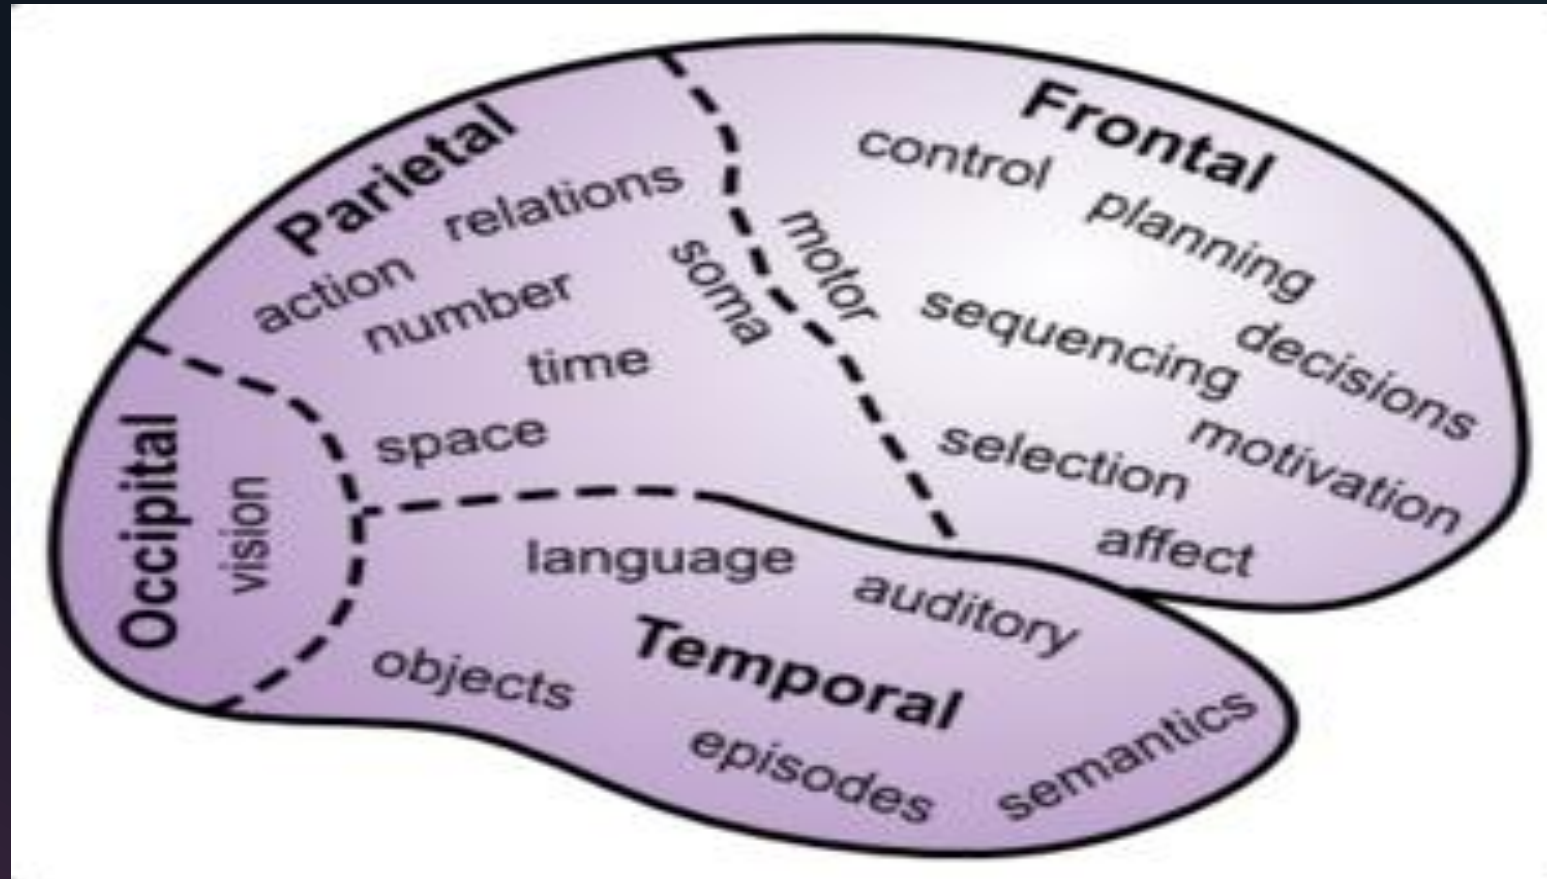 Frontal
control
planning
motor
sequencing
decisions
selection
motivation
affect
Parietal
relations
action
soma
number
time
space
Occipital
vision
language
auditory
Temporal
objects
episodes
semantics